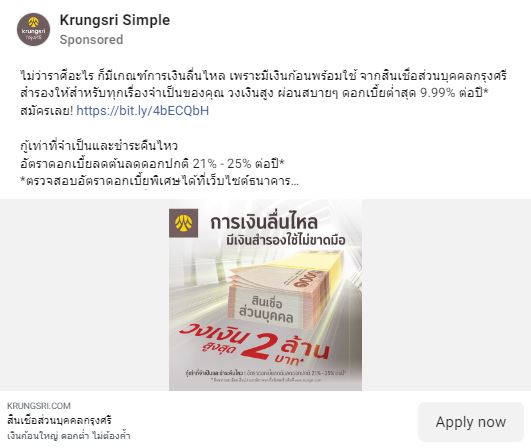 Krungsri Simple
Sponsored
krungsri
กรุงศรี
ไม่ว่าราศีอะไร ก็มีเกณฑ์การเงินลื่นไหล เพราะมีเงินก้อนพร้อมใช้ จากสินเชื่อส่วนบุคคลกรุงศรี
สำรองให้สำหรับทุกเรื่องจำเป็นของคุณ วงเงินสูง ผ่อนสบายๆ ดอกเบี้ยต่ำสุด 9.99% ต่อปี*
สมัครเลย! https://bit.ly/4bECQbH
กู้เท่าที่จำเป็นและชำระคืนไหว
อัตราดอกเบี้ยลดต้นลดดอกปกติ 21% - 25% ต่อปี*
*ตรวจสอบอัตราดอกเบี้ยพิเศษได้ที่เว็บไซต์ธนาคาร...
การเงินลื่นไหล
มีเงินสำรองใช้ไม่ขาดมือ
สินเชื่อ
ส่วนบุคคล
วงเงิน
สูงสุด 2 ล้าน
บาท*
กู้เท่าที่จำเป็นและชำระคืนไหว | อัตราดอกเบี้ยลดต้นลดดอกปกติ 21% - 25% ต่อปี*
KRUNGSRI.COM
สินเชื่อส่วนบุคคลกรุงศรี
เงินก้อนใหญ่ ดอกต่ำ ไม่ต้องค้ำ
Apply now